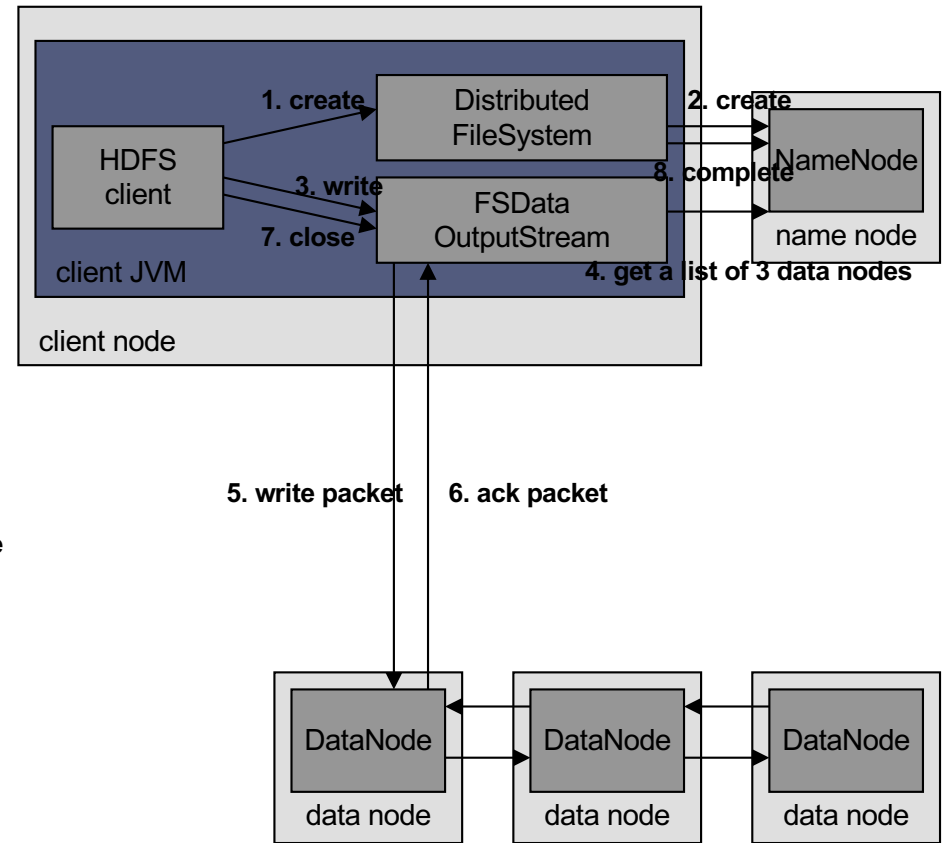 1. create
Distributed
FileSystem
2. create
HDFS
client
NameNode
8. complete
3. write
FSData
OutputStream
7. close
name node
client JVM
4. get a list of 3 data nodes
client node
5. write packet
6. ack packet
e
DataNode
DataNode
DataNode
data node
data node
data node